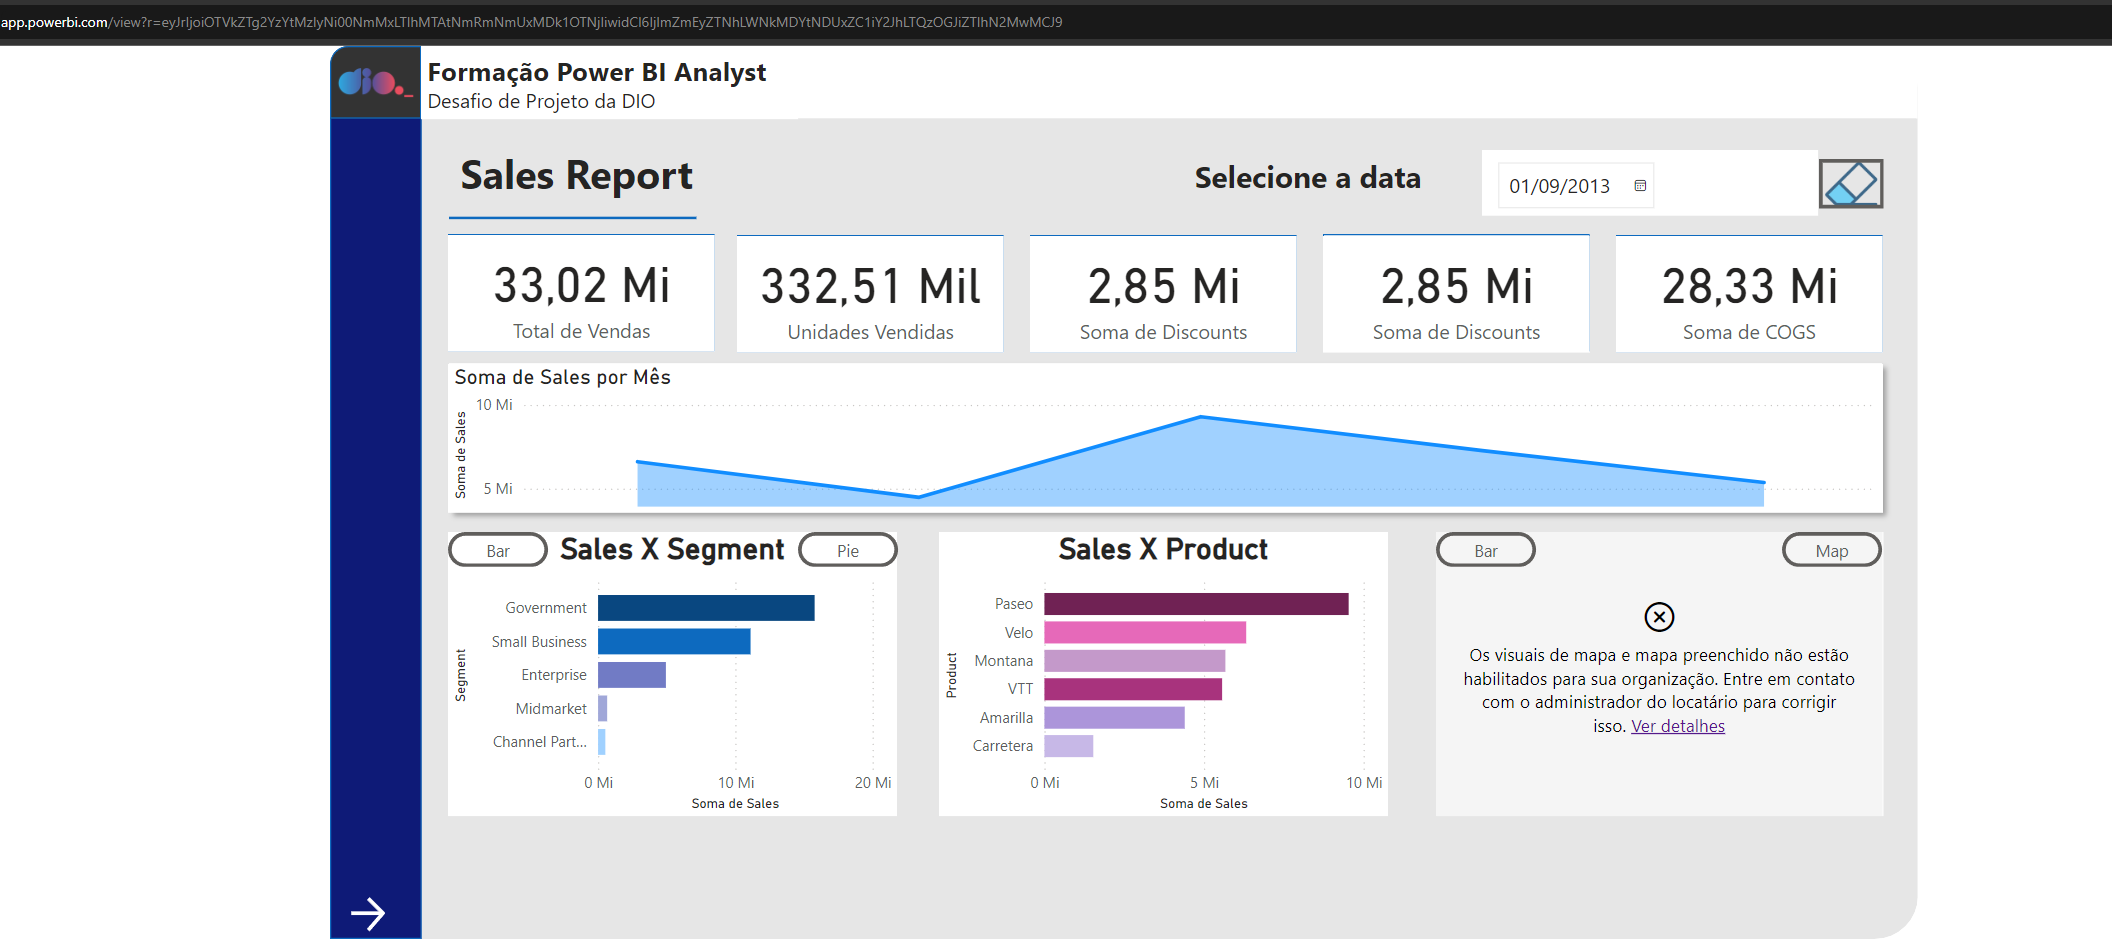 app.powerbi.com/view?r=eyJrIjoiOTVkZTg2YzYtMzIyNi00NmMxLTlhMTAtNmRmNmUxMDk1OTNjIiwidCI6IjlmZmEyZTNhLWNkMDYtNDUxZC1iY2JhLTQzOGJiZTlhN2MwMCJ9
dio._
Formação Power BI Analyst
Desafio de Projeto da DIO
Sales Report
Selecione a data
01/09/2013
33,02 Mi
Total de Vendas
332,51 Mil
Unidades Vendidas
2,85 Mi
Soma de Discounts
2,85 Mi
Soma de Discounts
28,33 Mi
Soma de COGS
Soma de Sales por Mês
Soma de Sales
10 Mi
5 Mi
Bar
Sales X Segment
Pie
Segment
Government
Small Business
Enterprise
Midmarket
Channel Part...
0 Mi
10 Mi
20 Mi
Soma de Sales
Sales X Product
Product
Paseo
Velo
Montana
VTT
Amarilla
Carretera
0 Mi
5 Mi
10 Mi
Soma de Sales
Bar
Map
Os visuais de mapa e mapa preenchido não estão
habilitados para sua organização. Entre em contato
com o administrador do locatário para corrigir
isso. Ver detalhes